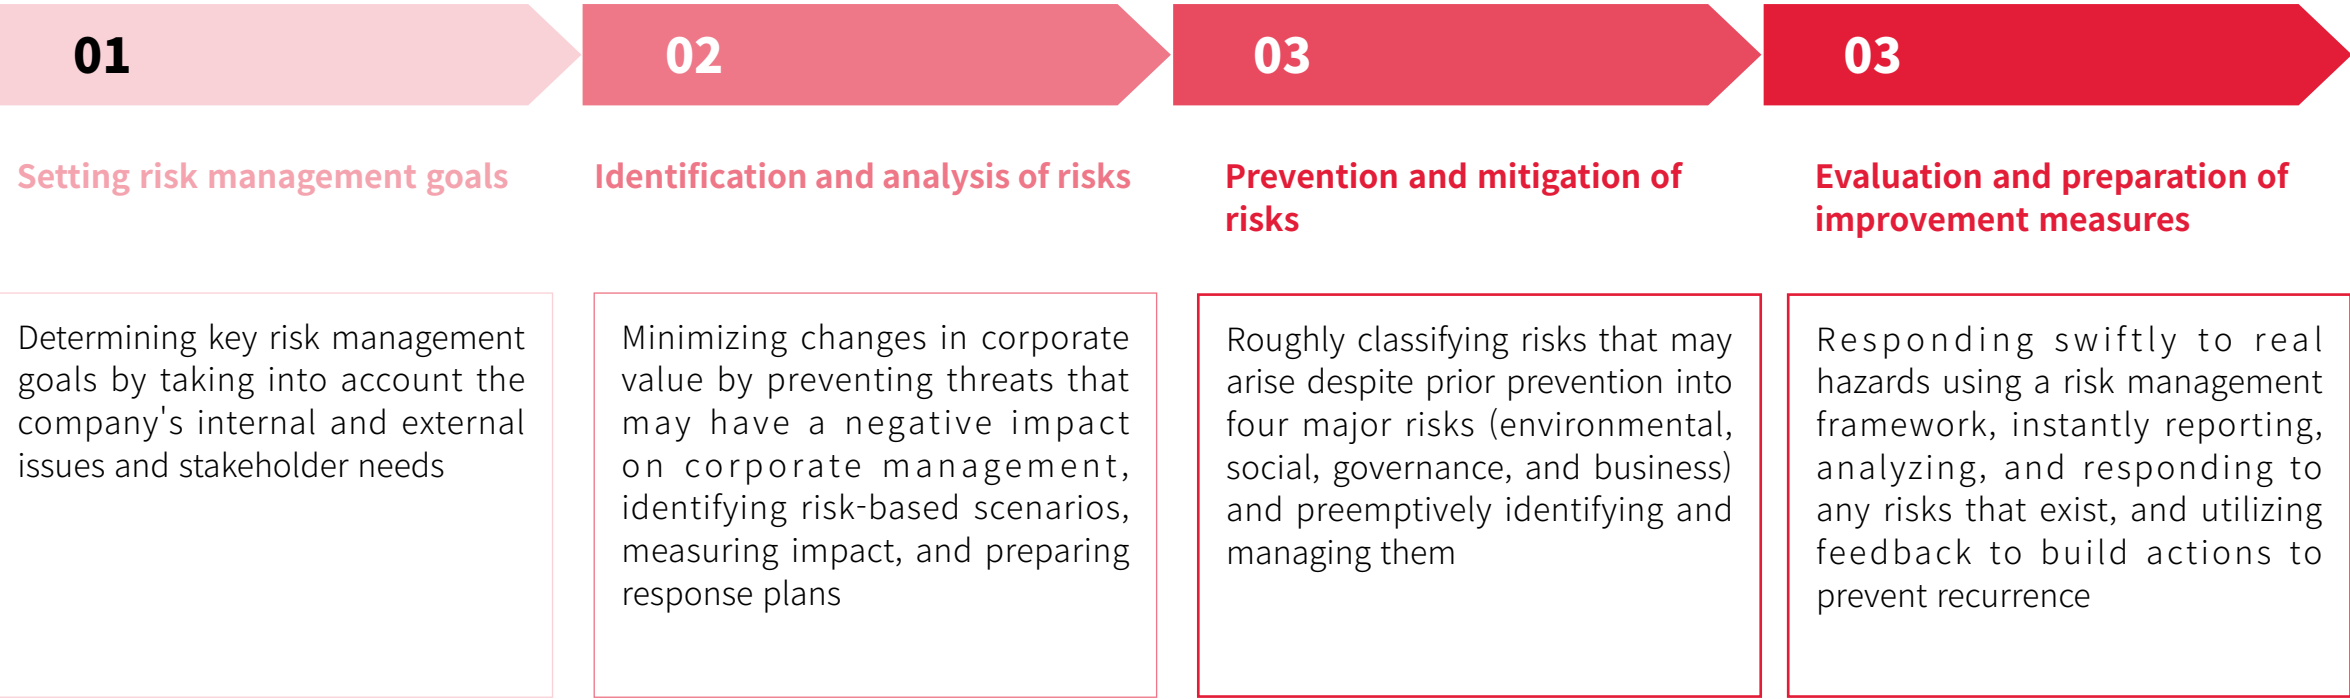 01
Setting risk management goals
Determining key risk management
goals by taking into account the
company's internal and external
issues and stakeholder needs
02
Identification and analysis of risks
Minimizing changes in corporate
value by preventing threats that
may have a negative impact
on corporate management,
identifying risk-based scenarios,
measuring impact, and preparing
response plans
03
Prevention and mitigation of
risks
Roughly classifying risks that may
arise despite prior prevention into
four major risks (environmental,
social, governance, and business)
and preemptively identifying and
managing them
03
Evaluation and preparation of
improvement measures
Responding swiftly to real
hazards using a risk management
framework, instantly reporting,
analyzing, and responding to
any risks that exist, and utilizing
feedback to build actions to
prevent recurrence